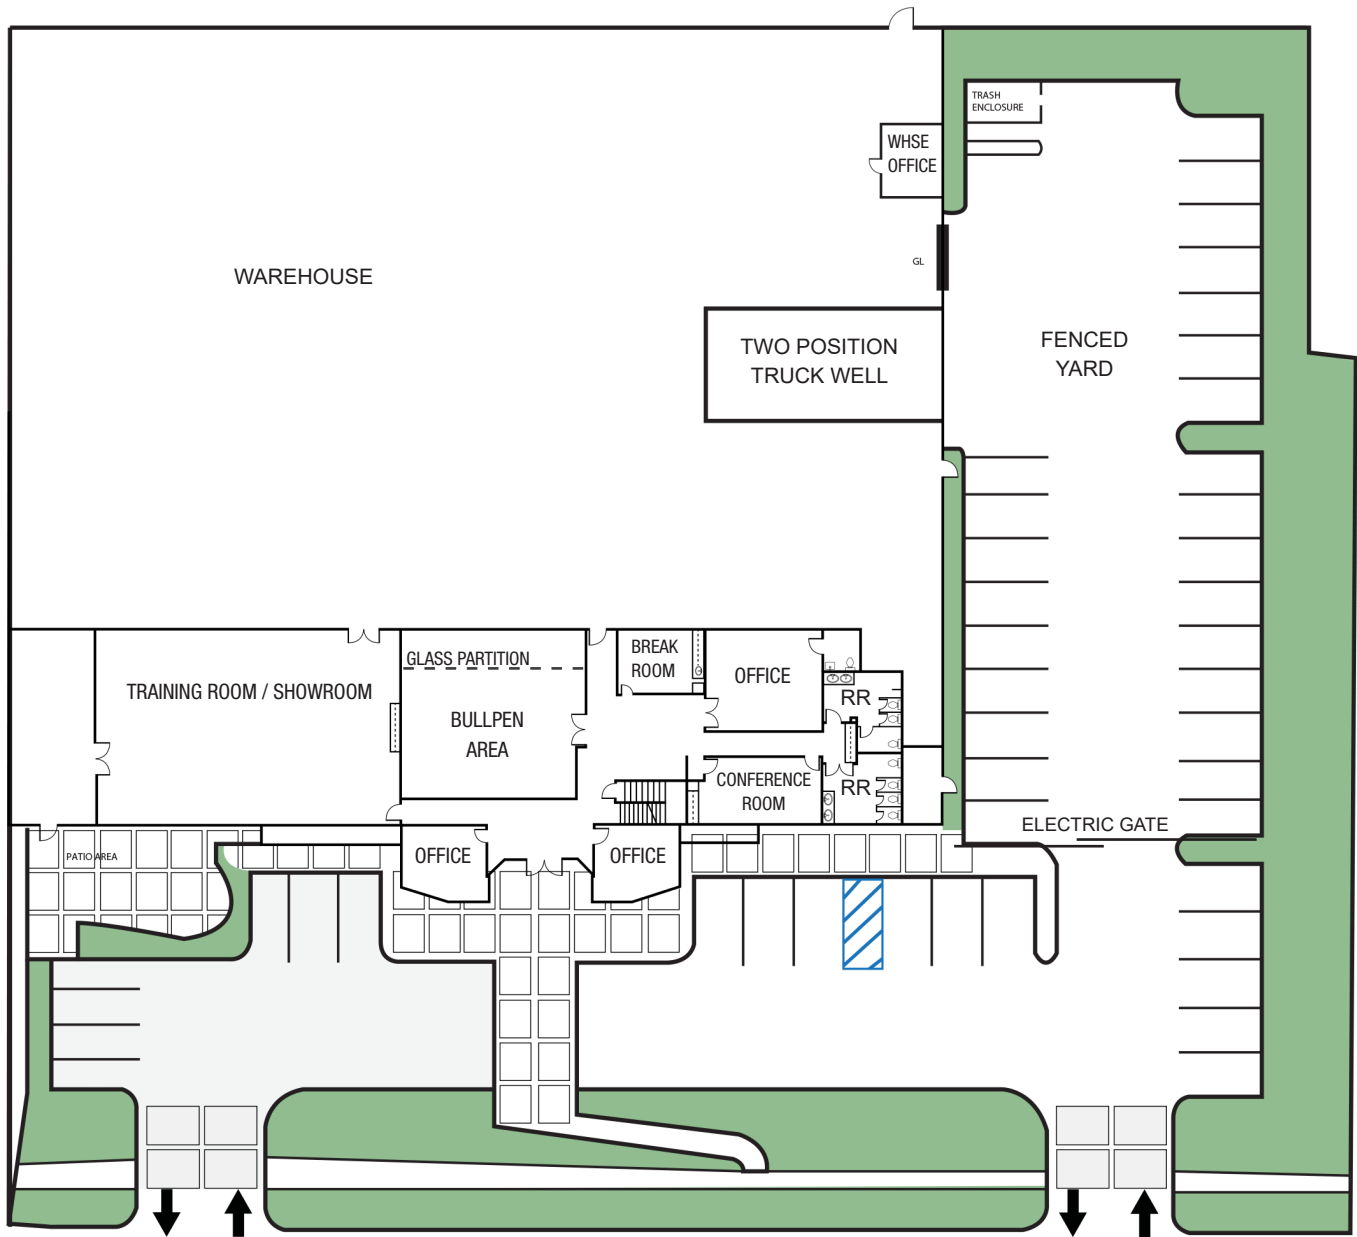 TRASH
ENCLOSURE
WHSE
OFFICE
WAREHOUSE
GL
TWO POSITION
TRUCK WELL
FENCED
YARD
GLASS PARTITION
BREAK
ROOM
OFFICE
TRAINING ROOM / SHOWROOM
RR
BULLPEN
AREA
CONFERENCE
ROOM
RR
ELECTRIC GATE
PATIO AREA
OFFICE
OFFICE